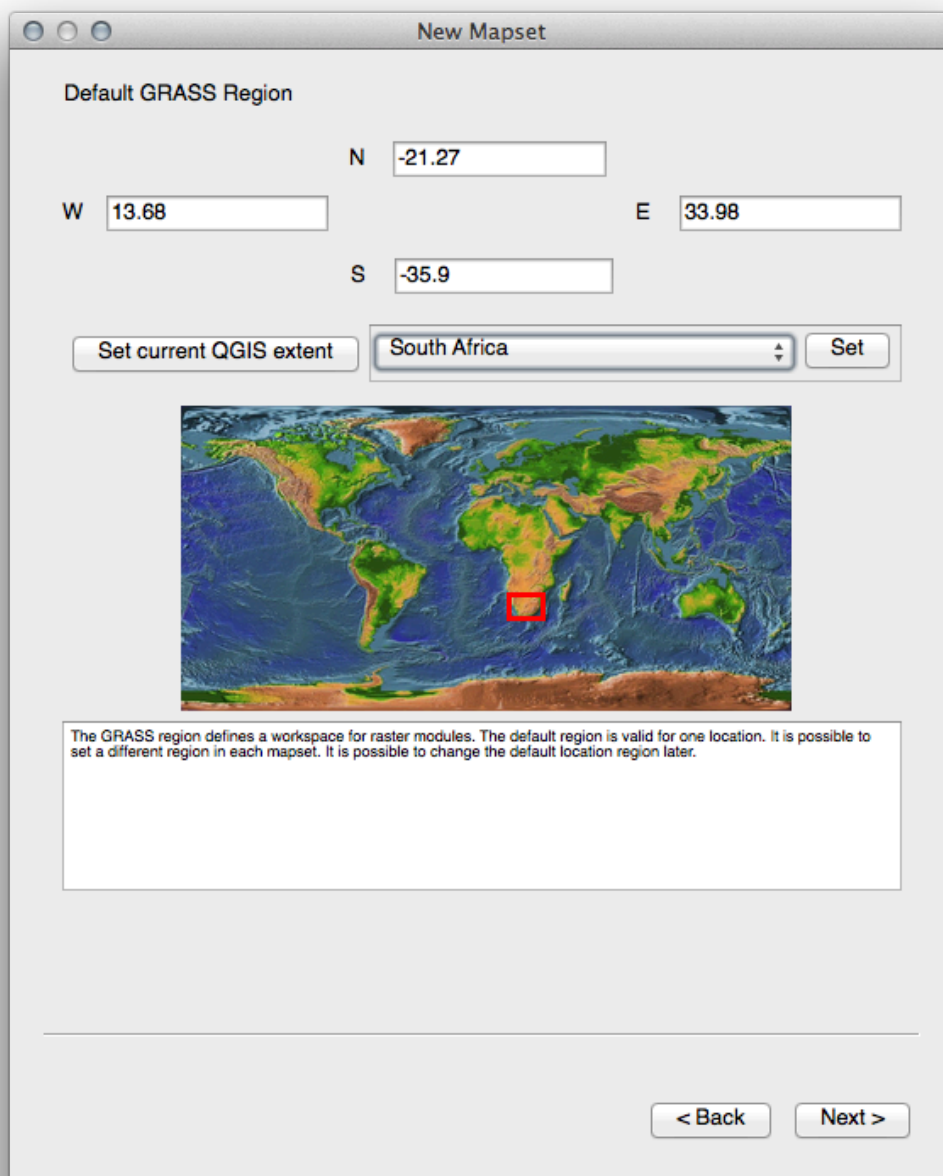 New Mapset
Default GRASS Region
N -21.27
W 13.68 E 33.98
S -35.9
Set current QGIS extent South Africa Set
The GRASS region defines a workspace for raster modules. The default region is valid for one location. It is possible to
set a different region in each mapset. It is possible to change the default location region later.
< Back Next >